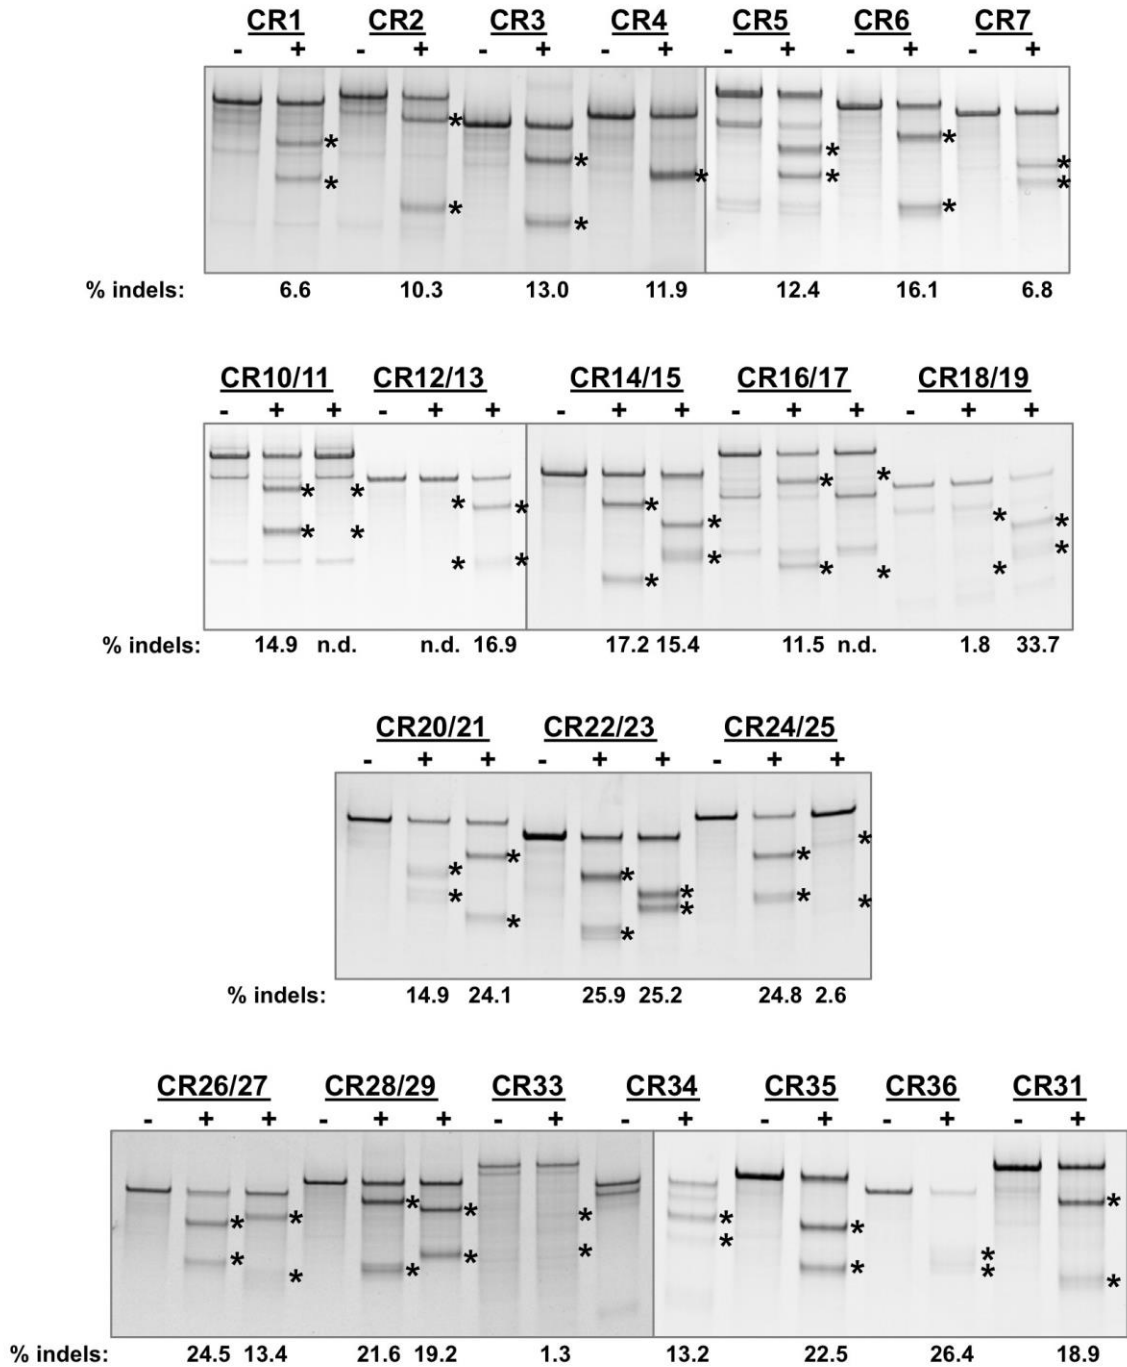 CR1 CR2 CR3 CR4 CR5 CR6 CR7
- + - + - + - + - + - + - +
* * * * * * * * * * * * *
% indels: 6.6 10.3 13.0 11.9 12.4 16.1 6.8
CR10/11 CR12/13 CR14/15 CR16/17 CR18/19
- + + - + + - + + - + + - + +
* * * * * * * * * * * * * * * * * * * *
% indels: 14.9 n.d. n.d. 16.9 17.2 15.4 11.5 n.d. 1.8 33.7
CR20/21 CR22/23 CR24/25
- + + - + + - + +
* * * * * * * * * * * *
% indels: 14.9 24.1 25.9 25.2 24.8 2.6
CR26/27 CR28/29 CR33 CR34 CR35 CR36 CR31
- + + - + + - + - + - + - + - +
* * * * * * * * * * * * * * * * * *
% indels: 24.5 13.4 21.6 19.2 1.3 13.2 22.5 26.4 18.9